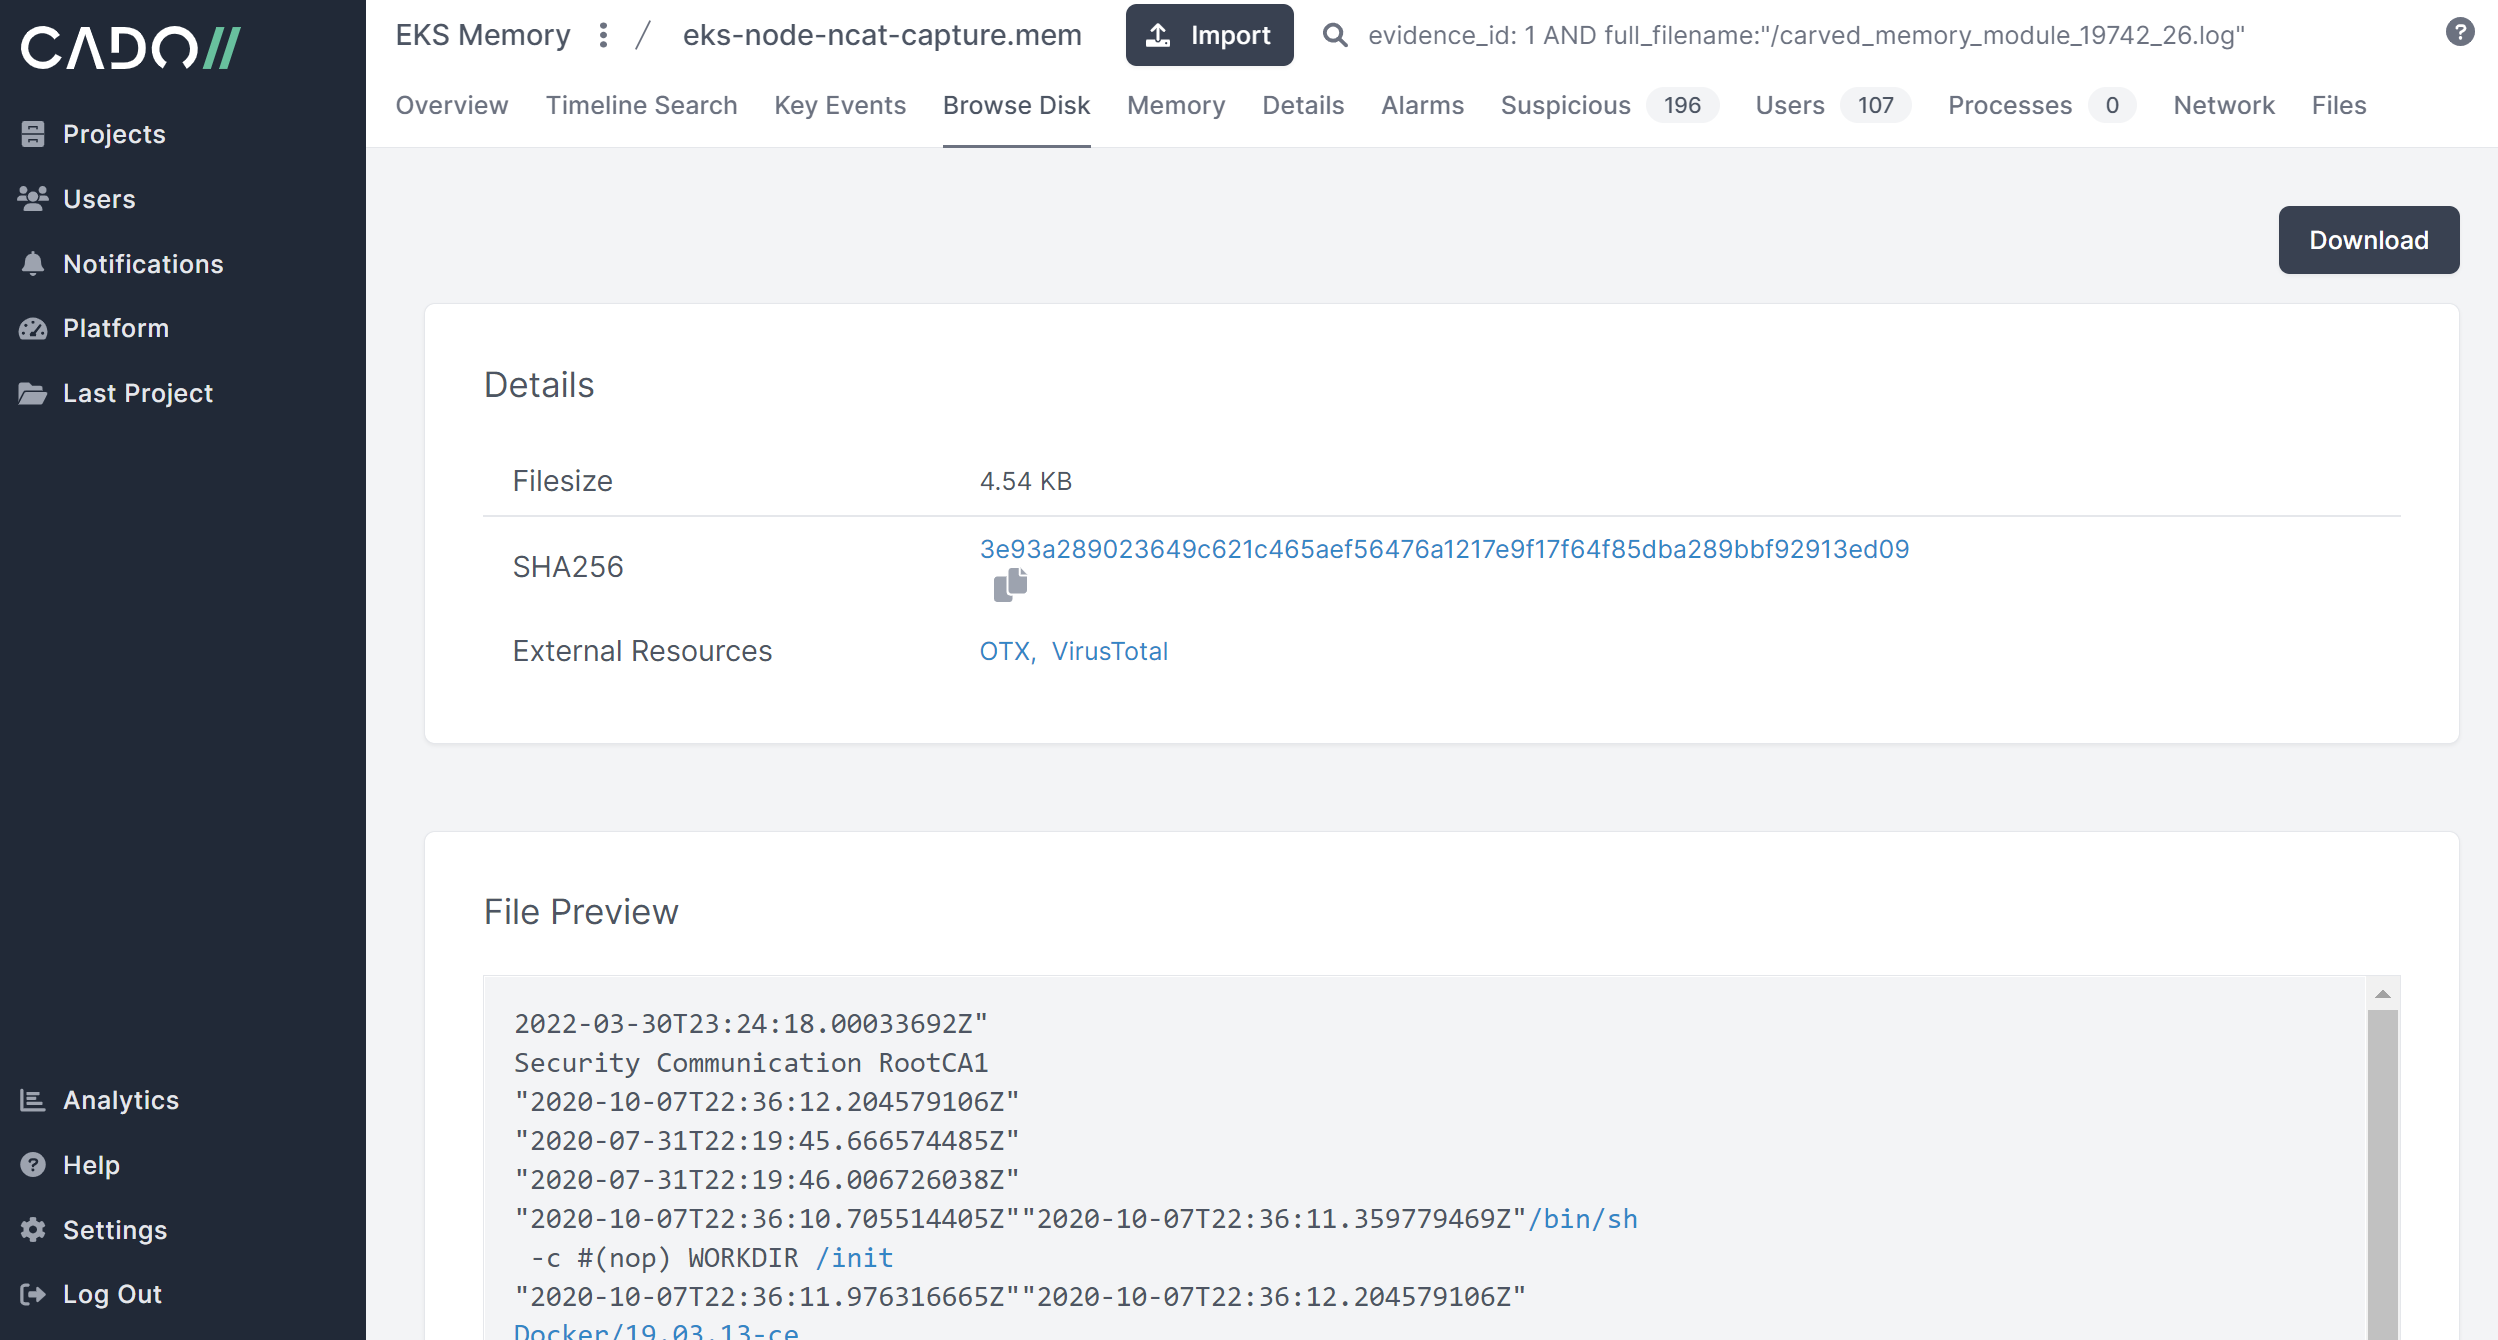 CADO//
Projects
Users
Notifications
Platform
Last Project
Analytics
Help
Settings
Log Out
EKS Memory / eks-node-ncat-capture.mem
Import
evidence_id: 1 AND full_filename:"/carved_memory_module_19742_26.log"
?
Overview Timeline Search Key Events Browse Disk Memory Details Alarms Suspicious 196 Users 107 Processes 0 Network Files
Download
Details
Filesize 4.54 KB
SHA256 3e93a289023649c621c465aef56476a1217e9f17f64f85dba289bbf92913ed09
External Resources OTX, VirusTotal
File Preview
2022-03-30T23:24:18.00033692Z"
Security Communication RootCA1
"2020-10-07T22:36:12.204579106Z"
"2020-07-31T22:19:45.666574485Z"
"2020-07-31T22:19:46.006726038Z"
"2020-10-07T22:36:10.705514405Z""2020-10-07T22:36:11.359779469Z"/bin/sh
-c #(nop) WORKDIR /init
"2020-10-07T22:36:11.976316665Z""2020-10-07T22:36:12.204579106Z"
Docker/19.03.13-ce